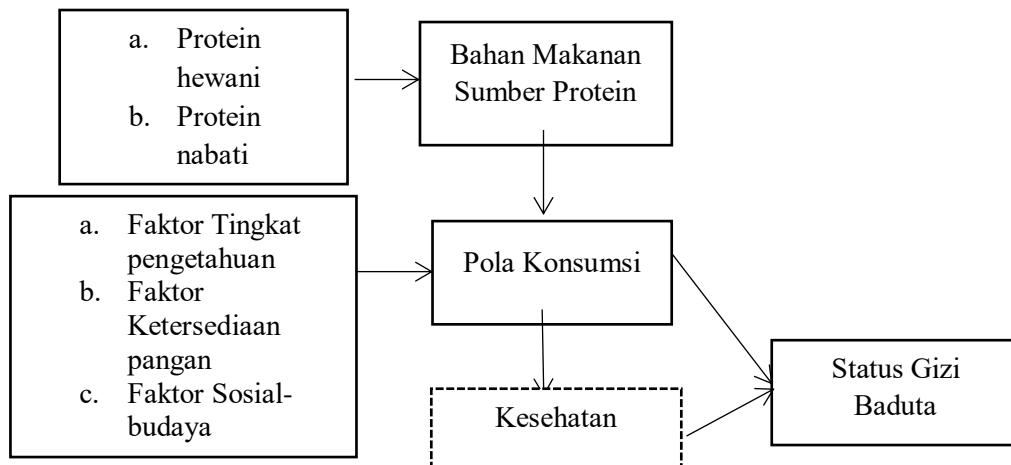 a. Protein
hewani
b. Protein
nabati
Bahan Makanan
Sumber Protein
a. Faktor Tingkat
pengetahuan
b. Faktor
Ketersediaan
pangan
c. Faktor Sosial-
budaya
Pola Konsumsi
Kesehatan
Status Gizi
Baduta